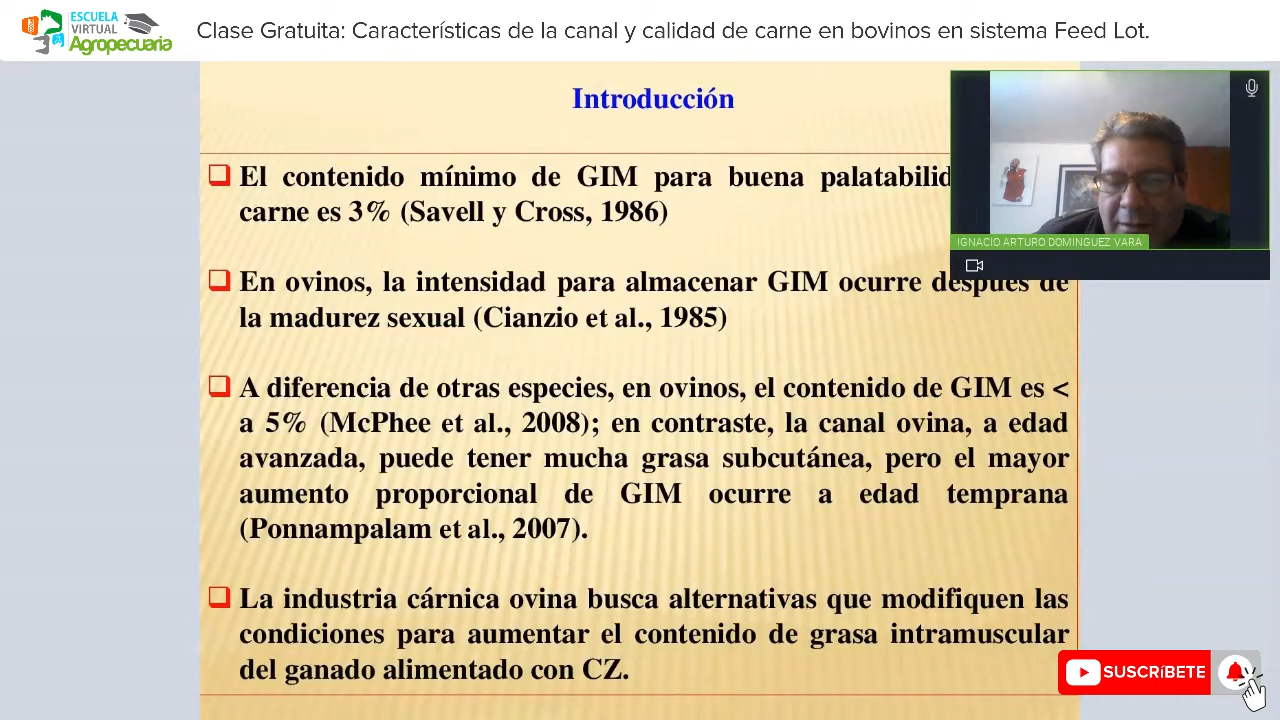 ESCUELA
VIRTUAL
Agropecuaria
Clase Gratuita: Características de la canal y calidad de carne en bovinos en sistema Feed Lot.
Introducción
El contenido mínimo de GIM para buena
carne es 3% (Savell y Cross, 1986)
IGNACIO ARTURO DOMINGUEZ VARA
En ovinos, la intensidad para almacenar GIM ocurre después de
la madurez sexual (Cianzio et al., 1985)
A diferencia de otras especies, en ovinos, el contenido de GIM es <
a 5% (McPhee et al., 2008); en contraste, la canal ovina, a edad
avanzada, puede tener mucha grasa subcutánea, pero el mayor
aumento proporcional de GIM ocurre a edad temprana
(Ponnampalam et al., 2007).
La industria cárnica ovina busca alternativas que modifiquen las
condiciones para aumentar el contenido de grasa intramuscular
del ganado alimentado con CZ.
SUSCRíBETE